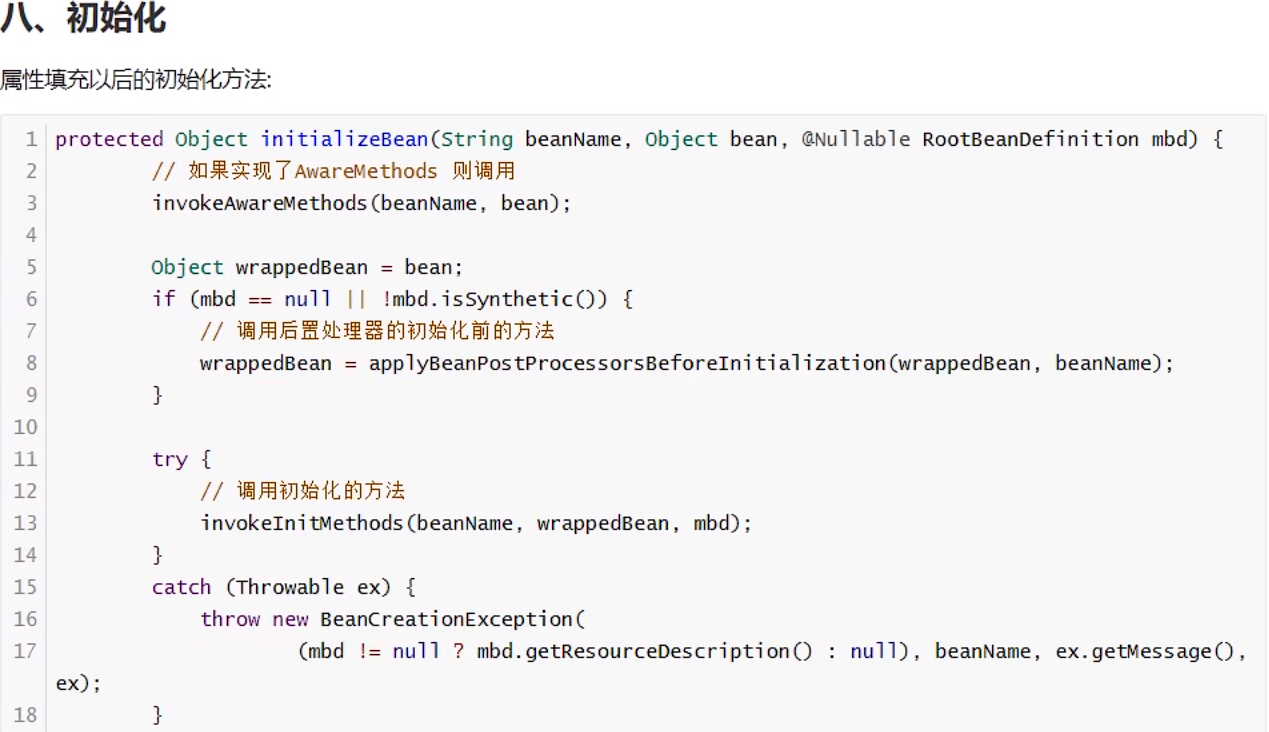 八、初始化
属性填充以后的初始化方法:
1 protected Object initializeBean(String beanName, Object bean, @Nullable RootBeanDefinition mbd) {
2 // 如果实现了AwareMethods 则调用
3 invokeAwareMethods(beanName, bean);
4
5 Object wrappedBean = bean;
6 if (mbd == null || !mbd.isSynthetic()) {
7 // 调用后置处理器的初始化前的方法
8 wrappedBean = applyBeanPostProcessorsBeforeInitialization(wrappedBean, beanName);
9 }
10
11 try {
12 // 调用初始化的方法
13 invokeInitMethods(beanName, wrappedBean, mbd);
14 }
15 catch (Throwable ex) {
16 throw new BeanCreationException(
17 (mbd != null ? mbd.getResourceDescription() : null), beanName, ex.getMessage(),
ex);
18 }